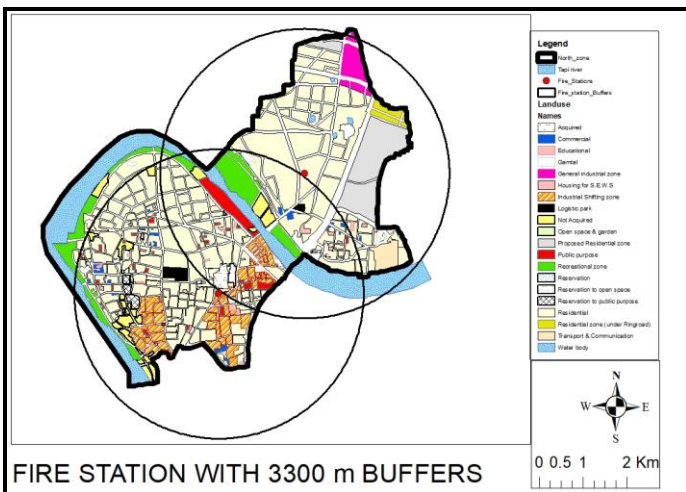 Legend
North_zone
Tapi river
Fire_Stations
Fire_station_Buffers
Landuse
Names
Acquired
Commercial
Educational
Gamtal
General industrial zone
Housing for S.E.W.S
Industrial Shifting zone
Logistic park
Not Acquired
Open space & garden
Proposed Residential zone
Public purpose
Recreational zone
Reservation
Reservation to open space
Reservation to public purpose
Residential
Residential zone (under Ringroad)
Transport & Communication
Water body
N
W E
S
0 0.5 1 2 Km
FIRE STATION WITH 3300 m BUFFERS